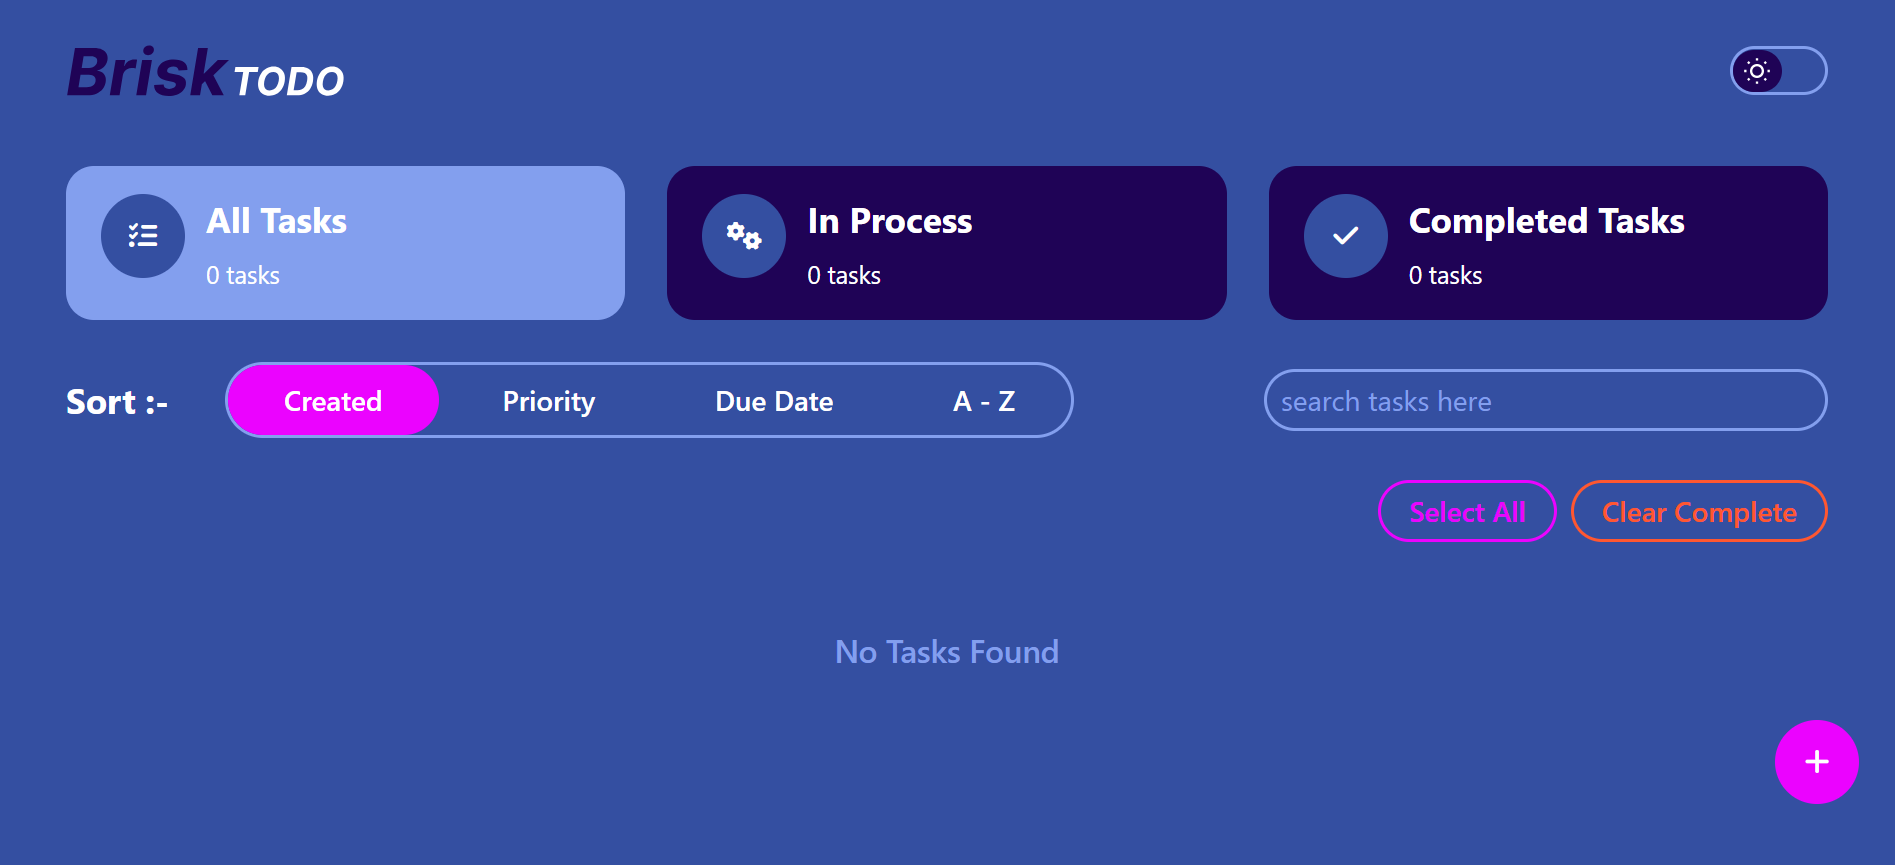 Brisk TODO
All Tasks
0 tasks
In Process
0 tasks
Completed Tasks
0 tasks
Sort :-
Created
Priority
Due Date
A - Z
search tasks here
Select All
Clear Complete
No Tasks Found
+